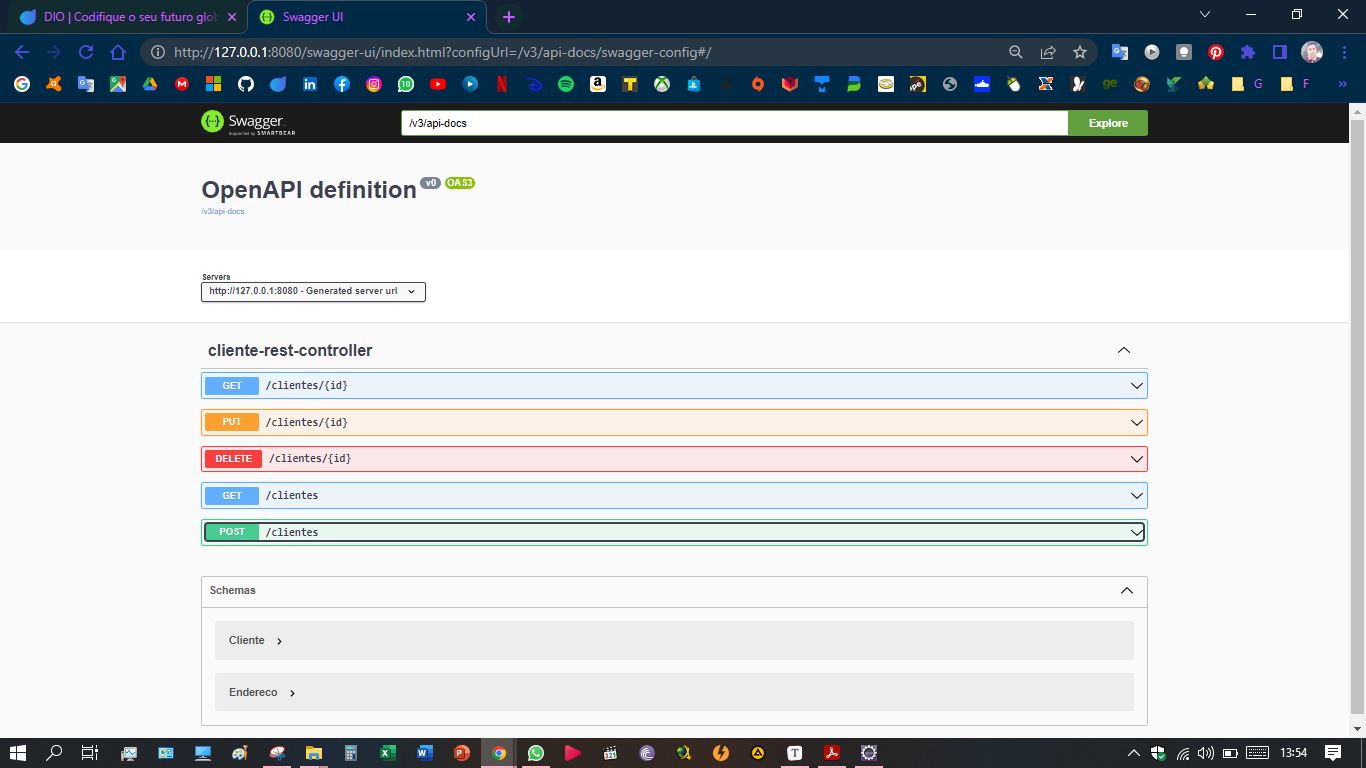 DIO | Codifique o seu futuro glob
Swagger UI
http://127.0.0.1:8080/swagger-ui/index.html?configUrl=/v3/api-docs/swagger-config#/
G
F
Swagger
Supported by SMARTBEAR
/v3/api-docs
Explore
OpenAPI definition v0 OAS3
/v3/api-docs
Servers
http://127.0.0.1:8080 - Generated server url
cliente-rest-controller
GET /clientes/{id}
PUT /clientes/{id}
DELETE /clientes/{id}
GET /clientes
POST /clientes
Schemas
Cliente
Endereco
13:54